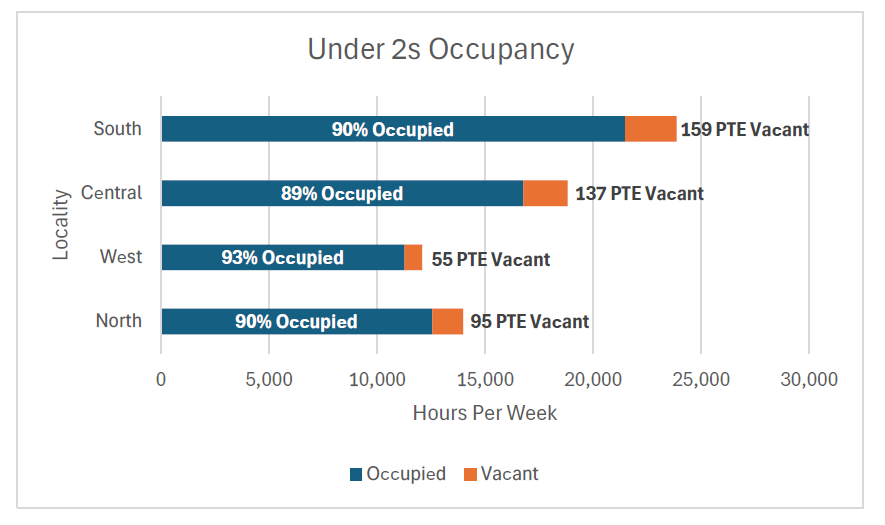 Under 2s Occupancy
South
90% Occupied
159 PTE Vacant
Central
89% Occupied
137 PTE Vacant
West
93% Occupied
55 PTE Vacant
North
90% Occupied
95 PTE Vacant
Locality
0 5,000 10,000 15,000 20,000 25,000 30,000
Hours Per Week
Occupied Vacant